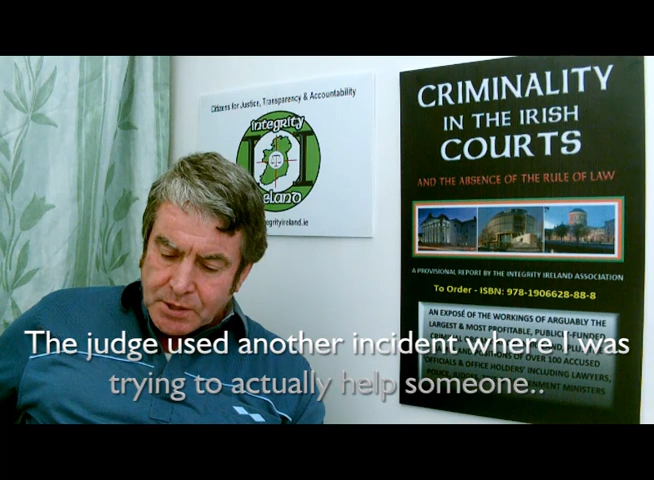 Citizens for Justice, Transparency & Accountability
Integrity
Ireland
integrityireland.ie
CRIMINALITY
IN THE IRISH
COURTS
AND THE ABSENCE OF THE RULE OF LAW
A PROVISIONAL REPORT BY THE INTEGRITY IRELAND ASSOCIATION
To Order - ISBN: 978-1906628-88-8
AN EXPOSÉ OF THE WORKINGS OF ARGUABLY THE
LARGEST & MOST PROFITABLE, PUBLICLY-FUNDED
The judge used another incident where I was
AND POSITIONS OF OVER 100 ACCUSED
OFFICIALS & OFFICE HOLDERS' INCLUDING LAWYERS,
trying to actually help someone..
MINISTERS